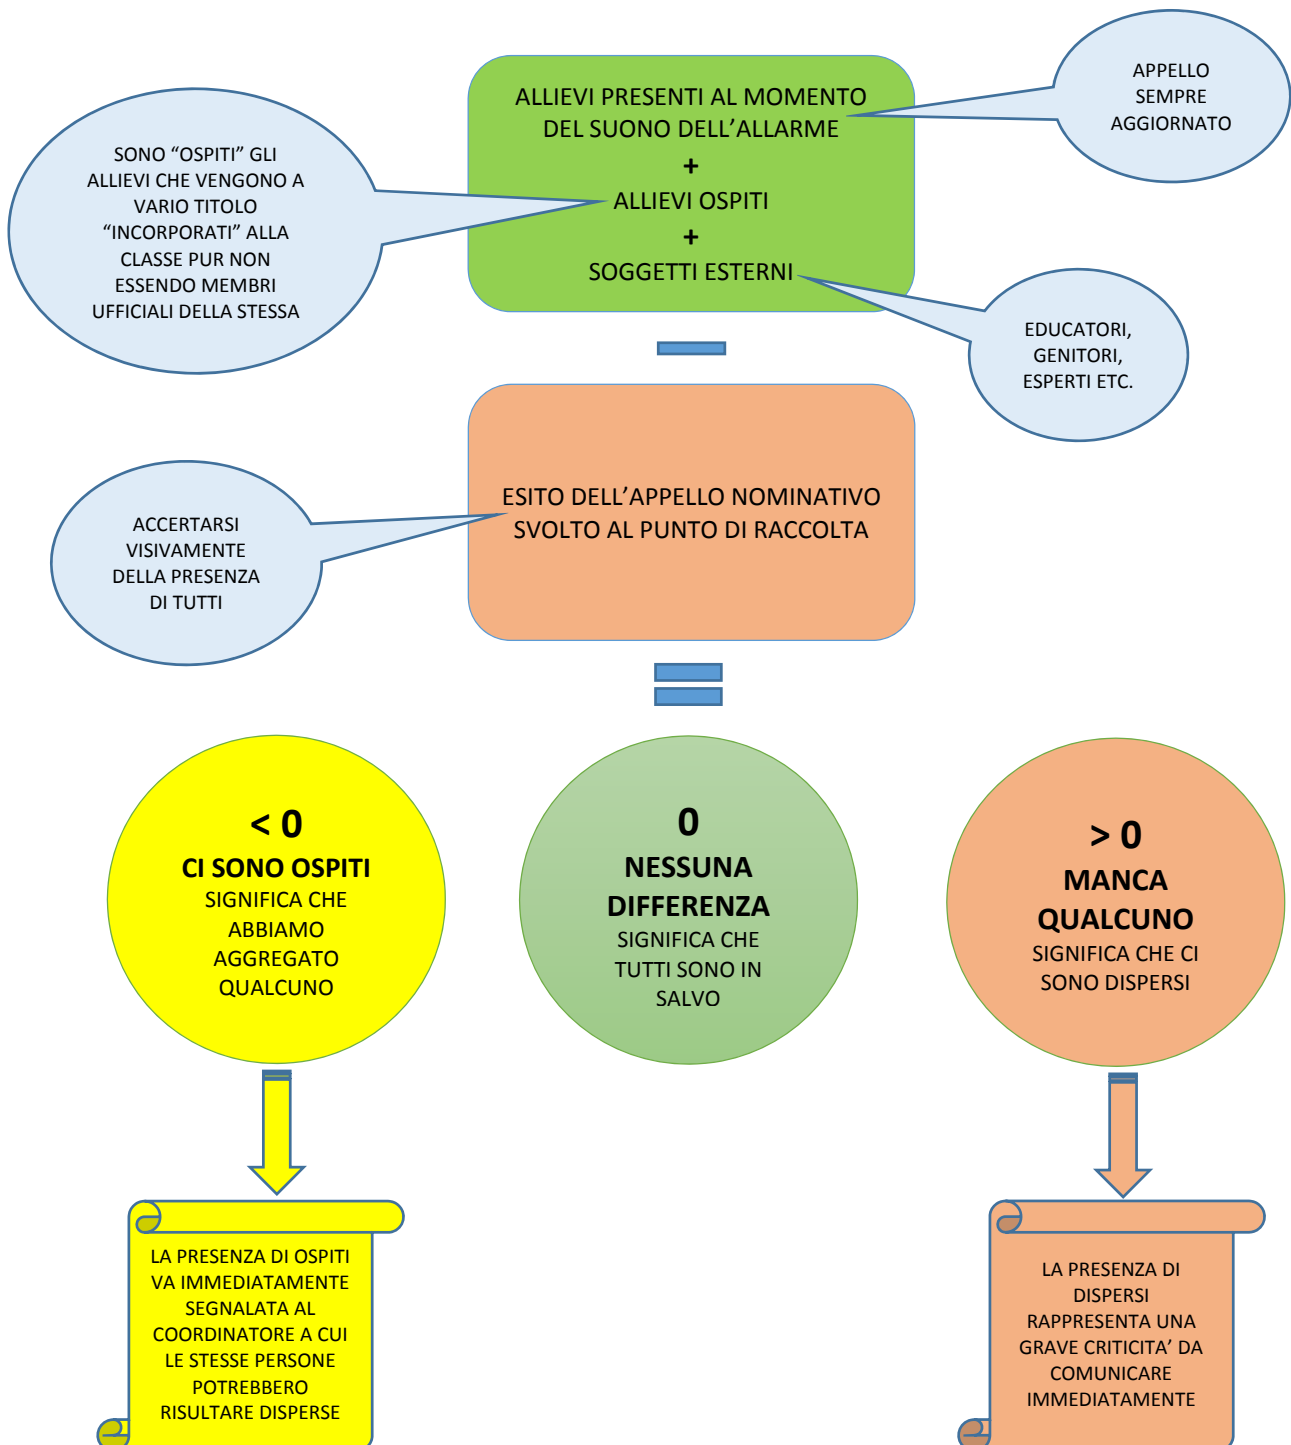 APPELLO
SEMPRE
AGGIORNATO
ALLIEVI PRESENTI AL MOMENTO
DEL SUONO DELL’ALLARME
+
ALLIEVI OSPITI
+
SOGGETTI ESTERNI
SONO “OSPITI” GLI
ALLIEVI CHE VENGONO A
VARIO TITOLO
“INCORPORATI” ALLA
CLASSE PUR NON
ESSENDO MEMBRI
UFFICIALI DELLA STESSA
EDUCATORI,
GENITORI,
ESPERTI ETC.
ESITO DELL’APPELLO NOMINATIVO
SVOLTO AL PUNTO DI RACCOLTA
ACCERTARSI
VISIVAMENTE
DELLA PRESENZA
DI TUTTI
< 0
CI SONO OSPITI
SIGNIFICA CHE
ABBIAMO
AGGREGATO
QUALCUNO
0
NESSUNA
DIFFERENZA
SIGNIFICA CHE
TUTTI SONO IN
SALVO
> 0
MANCA
QUALCUNO
SIGNIFICA CHE CI
SONO DISPERSI
LA PRESENZA DI OSPITI
VA IMMEDIATAMENTE
SEGNALATA AL
COORDINATORE A CUI
LE STESSE PERSONE
POTREBBERO
RISULTARE DISPERSE
LA PRESENZA DI
DISPERSI
RAPPRESENTA UNA
GRAVE CRITICITA’ DA
COMUNICARE
IMMEDIATAMENTE